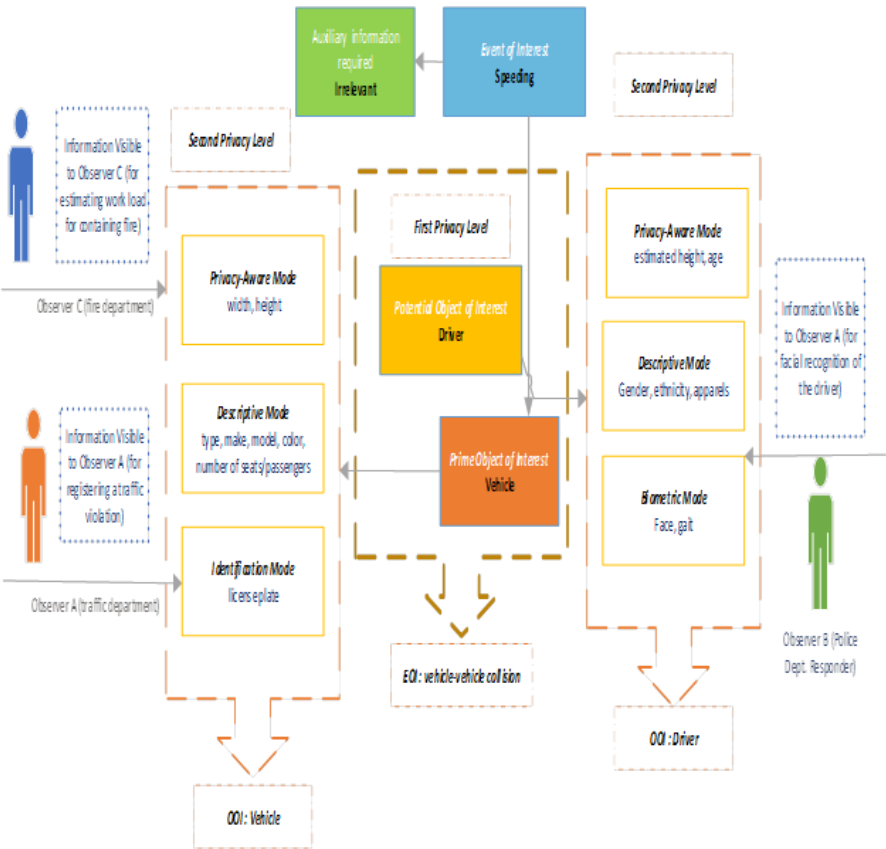 Auxiliary information
required
Irrelevant
Event of Interest
Speeding
Second Privacy Level
Information Visible
to Observer C (for
estimating work load
for containing fire)
Second Privacy Level
First Privacy Level
Privacy-Aware Mode
width, height
Observer C (fire department)
Potential Object of Interest
Driver
Privacy-Aware Mode
estimated height, age
Information Visible
to Observer A (for
facial recognition of
the driver)
Descriptive Mode
Gender, ethnicity, apparels
Descriptive Mode
type, make, model, color,
number of seats/passengers
Information Visible
to Observer A (for
registering a traffic
violation)
Prime Object of Interest
Vehicle
Biometric Mode
Face, gait
Identification Mode
license plate
Observer A (traffic department)
Observer B (Police
Dept. Responder)
EOI : vehicle-vehicle collision
OOI : Driver
OOI : Vehicle